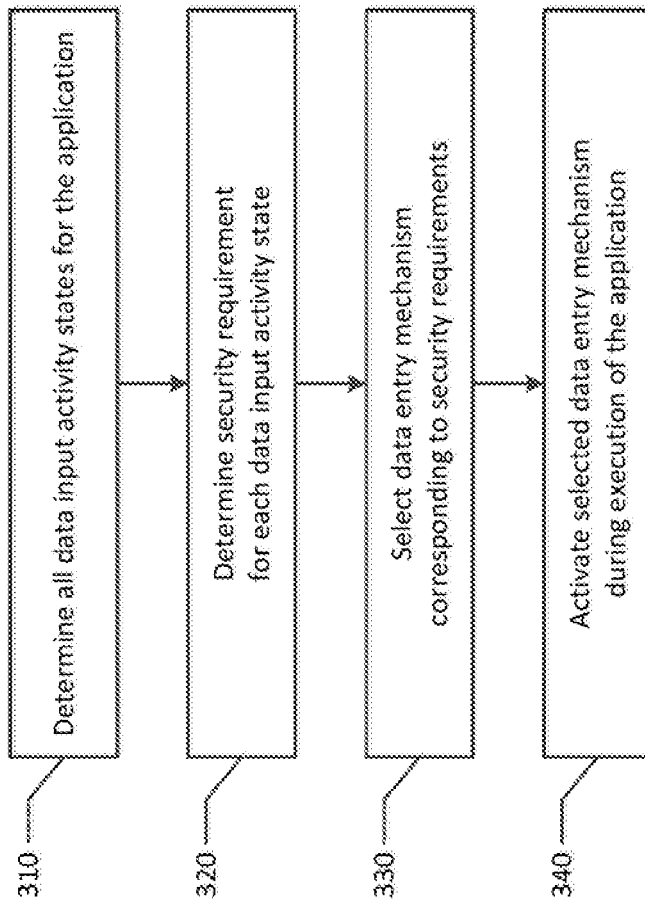 310
Determine all data input activity states for the application
320
Determine security requirement
for each data input activity state
330
Select data entry mechanism
corresponding to security requirements
340
Activate selected data entry mechanism
during execution of the application